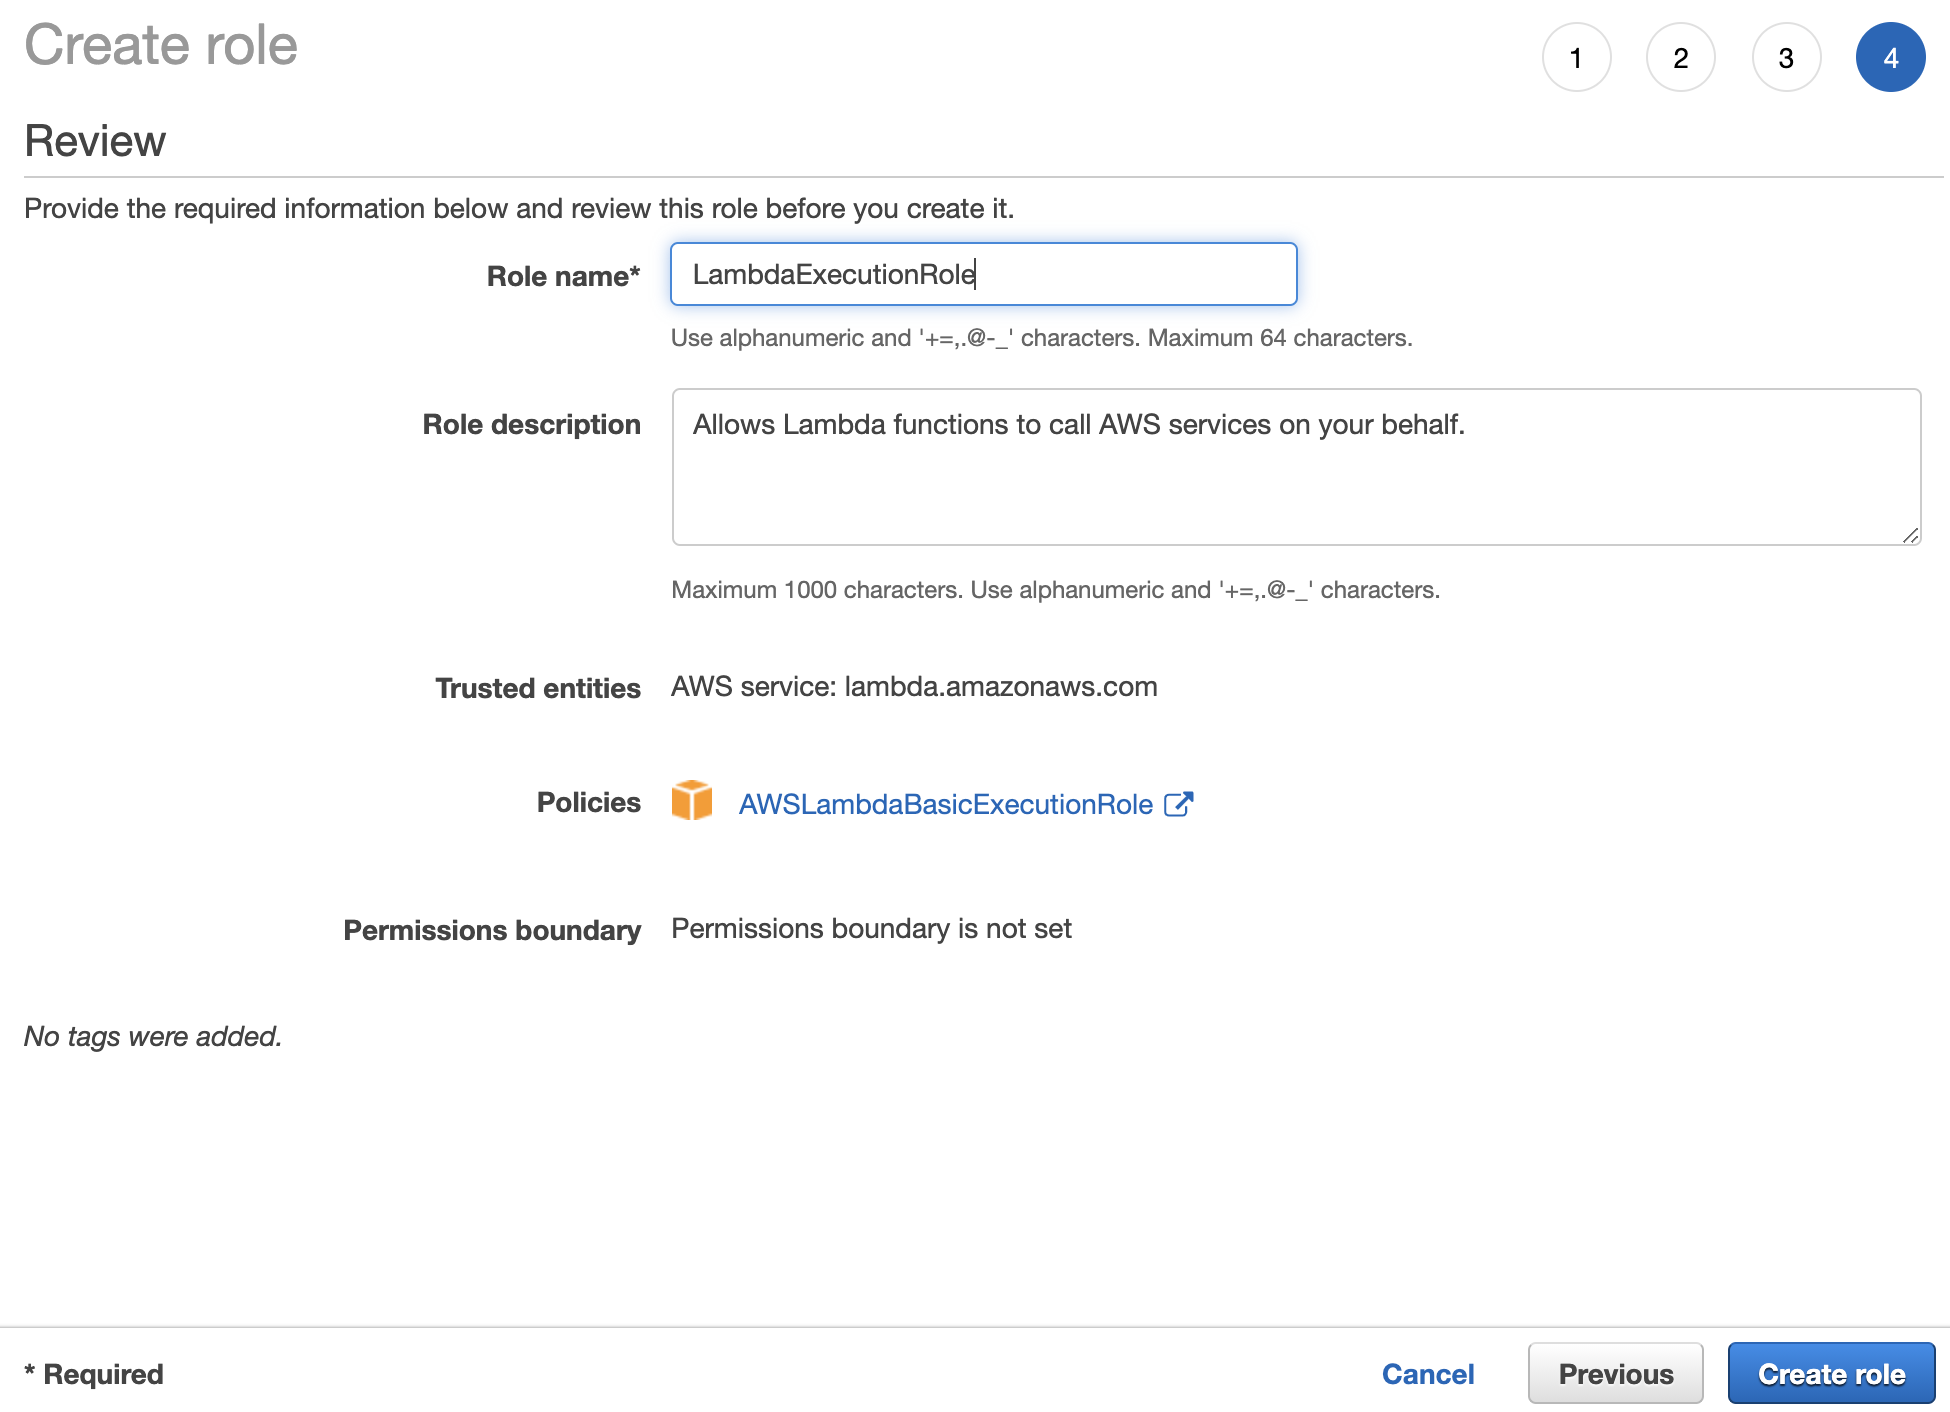 Create role
1 2 3 4
Review
Provide the required information below and review this role before you create it.
Role name* LambdaExecutionRole
Use alphanumeric and '+=,.@-_' characters. Maximum 64 characters.
Role description Allows Lambda functions to call AWS services on your behalf.
Maximum 1000 characters. Use alphanumeric and '+=,.@-_' characters.
Trusted entities AWS service: lambda.amazonaws.com
Policies AWSLambdaBasicExecutionRole
Permissions boundary Permissions boundary is not set
No tags were added.
* Required Cancel Previous Create role